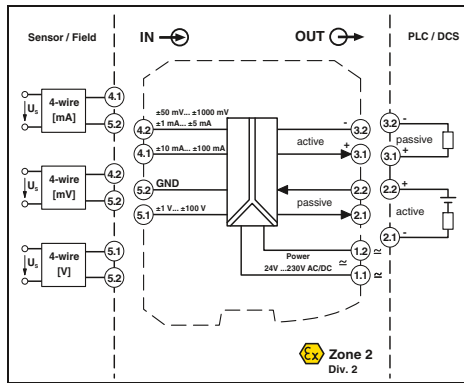 Sensor / Field
IN
OUT
PLC / DCS
Us
4-wire
[mA]
4.1
5.2
Us
4-wire
[mV]
4.2
5.2
Us
4-wire
[V]
5.1
5.2
±50 mV... ±1000 mV
±1 mA... ±5 mA
4.2
±10 mA... ±100 mA
4.1
GND
5.2
±1 V... ±100 V
5.1
-
3.2
active
+
3.1
2.2
passive
2.1
Power
24V ...230V AC/DC
1.2
1.1
3.2
-
passive
3.1
+
2.2
+
active
2.1
-
Ex
Zone 2
Div. 2